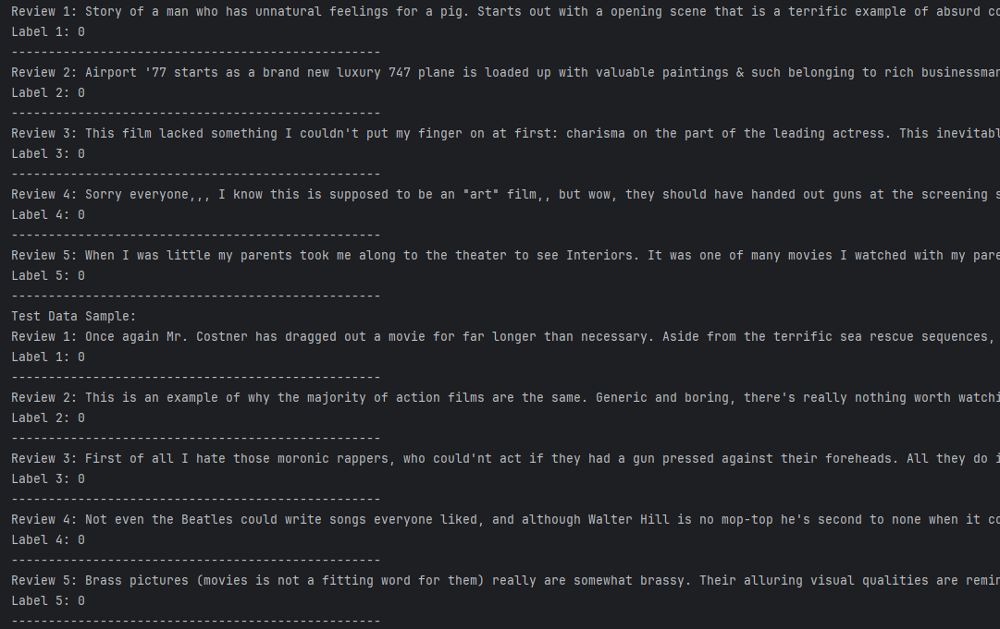 Review 1: Story of a man who has unnatural feelings for a pig. Starts out with a opening scene that is a terrific example of absurd
Label 1: 0
--------------------------------------------------
Review 2: Airport '77 starts as a brand new luxury 747 plane is loaded up with valuable paintings & such belonging to rich businessman
Label 2: 0
--------------------------------------------------
Review 3: This film lacked something I couldn't put my finger on at first: charisma on the part of the leading actress. This
Label 3: 0
--------------------------------------------------
Review 4: Sorry everyone,,, I know this is supposed to be an "art" film,, but wow, they should have handed out guns at the screening
Label 4: 0
--------------------------------------------------
Review 5: When I was little my parents took me along to the theater to see Interiors. It was one of many movies I watched with my
Label 5: 0
--------------------------------------------------
Test Data Sample:
Review 1: Once again Mr. Costner has dragged out a movie for far longer than necessary. Aside from the terrific sea rescue sequences,
Label 1: 0
--------------------------------------------------
Review 2: This is an example of why the majority of action films are the same. Generic and boring, there's really nothing worth
Label 2: 0
--------------------------------------------------
Review 3: First of all I hate those moronic rappers, who could'nt act if they had a gun pressed against their foreheads. All they do
Label 3: 0
--------------------------------------------------
Review 4: Not even the Beatles could write songs everyone liked, and although Walter Hill is no mop-top he's second to none when it
Label 4: 0
--------------------------------------------------
Review 5: Brass pictures (movies is not a fitting word for them) really are somewhat brassy. Their alluring visual qualities are
Label 5: 0
--------------------------------------------------